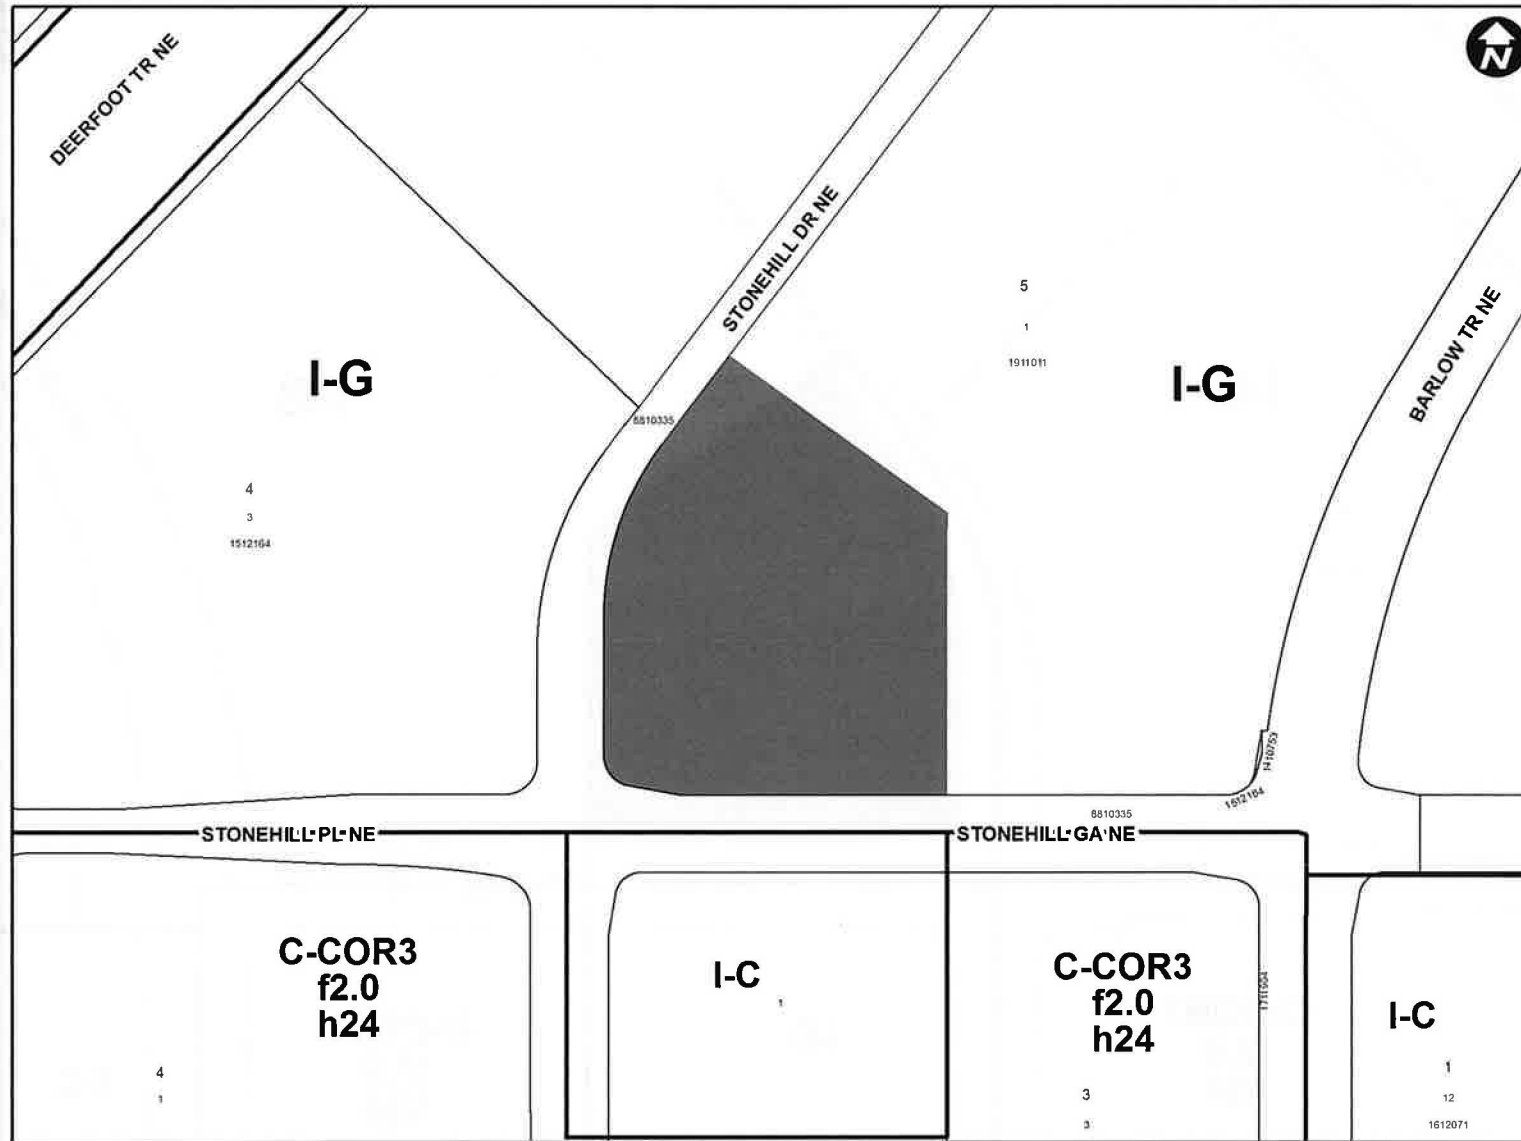 N
DEERFOOT TR NE
STONEHILL DR NE
5
1
1911011
BARLOW TR NE
I-G
I-G
8810335
4
3
1512164
1410753
1512164
8810335
STONEHILL PL NE
STONEHILL GA NE
C-COR3
f2.0
h24
I-C
1
C-COR3
f2.0
h24
1711504
I-C
4
1
3
3
1
12
1612071